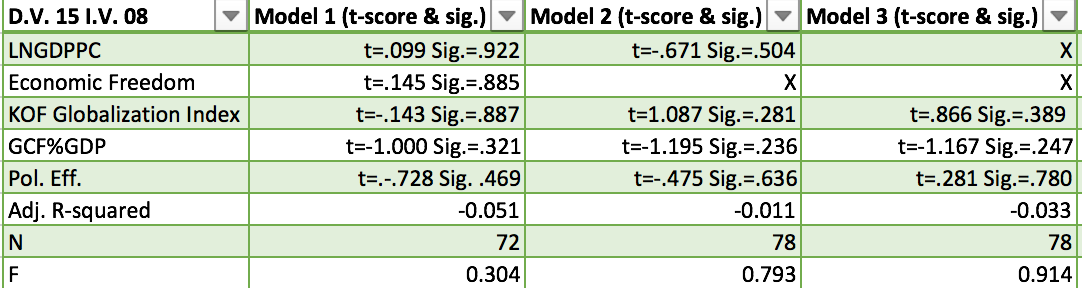 D.V. 15 I.V. 08 Model 1 (t-score & sig.) Model 2 (t-score & sig.) Model 3 (t-score & sig.)
LNGDPPC t=.099 Sig.=.922 t=-.671 Sig.=.504 X
Economic Freedom t=.145 Sig.=.885 X X
KOF Globalization Index t=-.143 Sig.=.887 t=1.087 Sig.=.281 t=.866 Sig.=.389
GCF%GDP t=-1.000 Sig.=.321 t=-1.195 Sig.=.236 t=-1.167 Sig.=.247
Pol. Eff. t=.-.728 Sig. .469 t=-.475 Sig.=.636 t=.281 Sig.=.780
Adj. R-squared -0.051 -0.011 -0.033
N 72 78 78
F 0.304 0.793 0.914